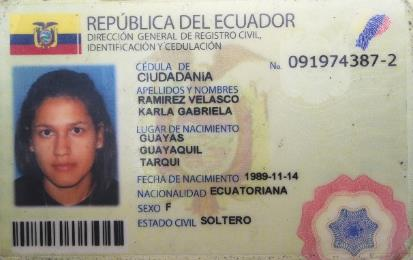 REPÚBLICA DEL ECUADOR
DIRECCIÓN GENERAL DE REGISTRO CIVIL,
IDENTIFICACIÓN Y CEDULACIÓN
CÉDULA DE No. 091974387-2
CIUDADANÍA
APELLIDOS Y NOMBRES
RAMIREZ VELASCO
KARLA GABRIELA
LUGAR DE NACIMIENTO
GUAYAS
GUAYAQUIL
TARQUI
FECHA DE NACIMIENTO 1989-11-14
NACIONALIDAD ECUATORIANA
SEXO F
ESTADO CIVIL SOLTERO